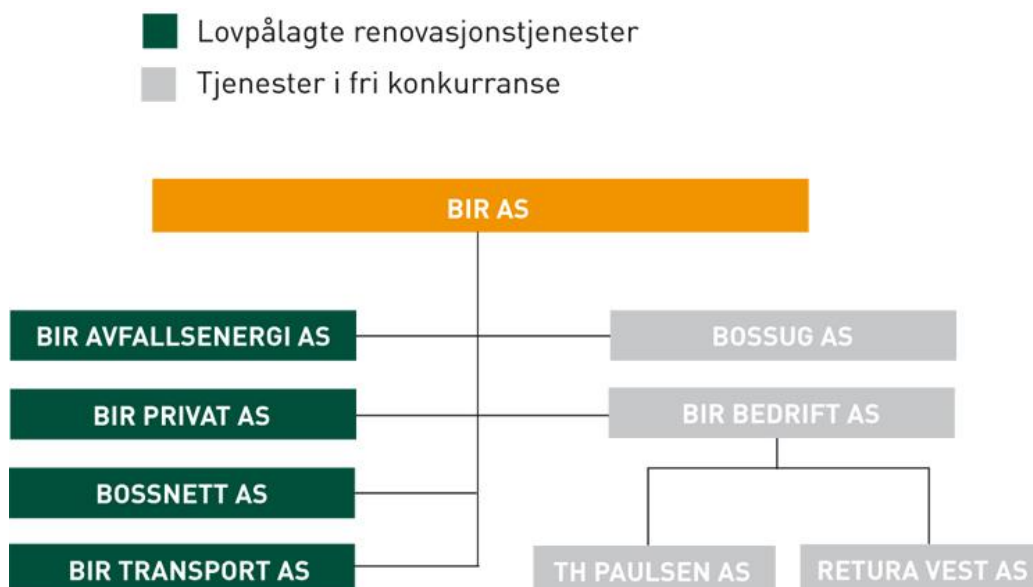 Lovpålagte renovasjonstjenester
Tjenester i fri konkurranse
BIR AS
BIR AVFALLSENERGI AS
BOSSUG AS
BIR PRIVAT AS
BIR BEDRIFT AS
BOSSNETT AS
BIR TRANSPORT AS
TH PAULSEN AS
RETURA VEST AS